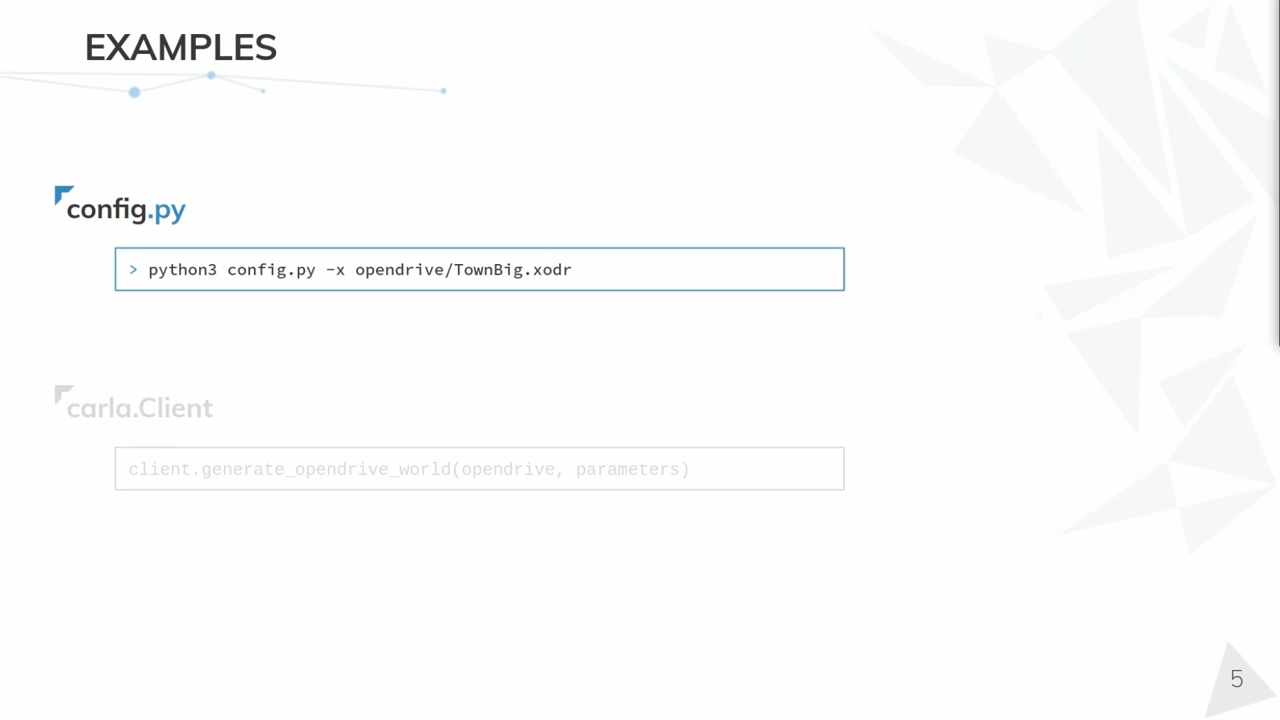 EXAMPLES
config.py
> python3 config.py -x opendrive/TownBig.xodr
carla.Client
client.generate_opendrive_world(opendrive, parameters)
5